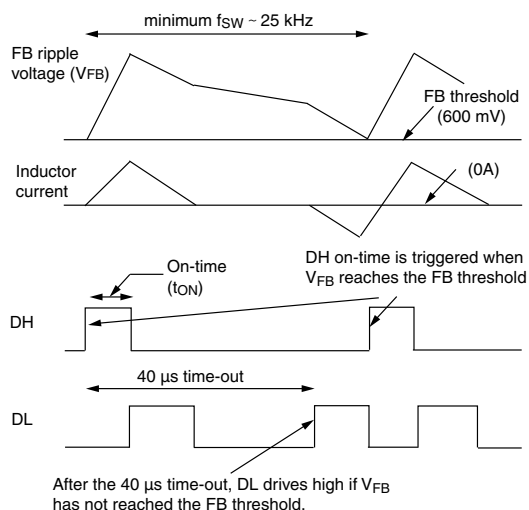 minimum fSW ~ 25 kHz
FB ripple
voltage (VFB)
FB threshold
(600 mV)
Inductor
current
(0A)
DH on-time is triggered when
VFB reaches the FB threshold
On-time
(tON)
DH
40 µs time-out
DL
After the 40 µs time-out, DL drives high if VFB
has not reached the FB threshold.